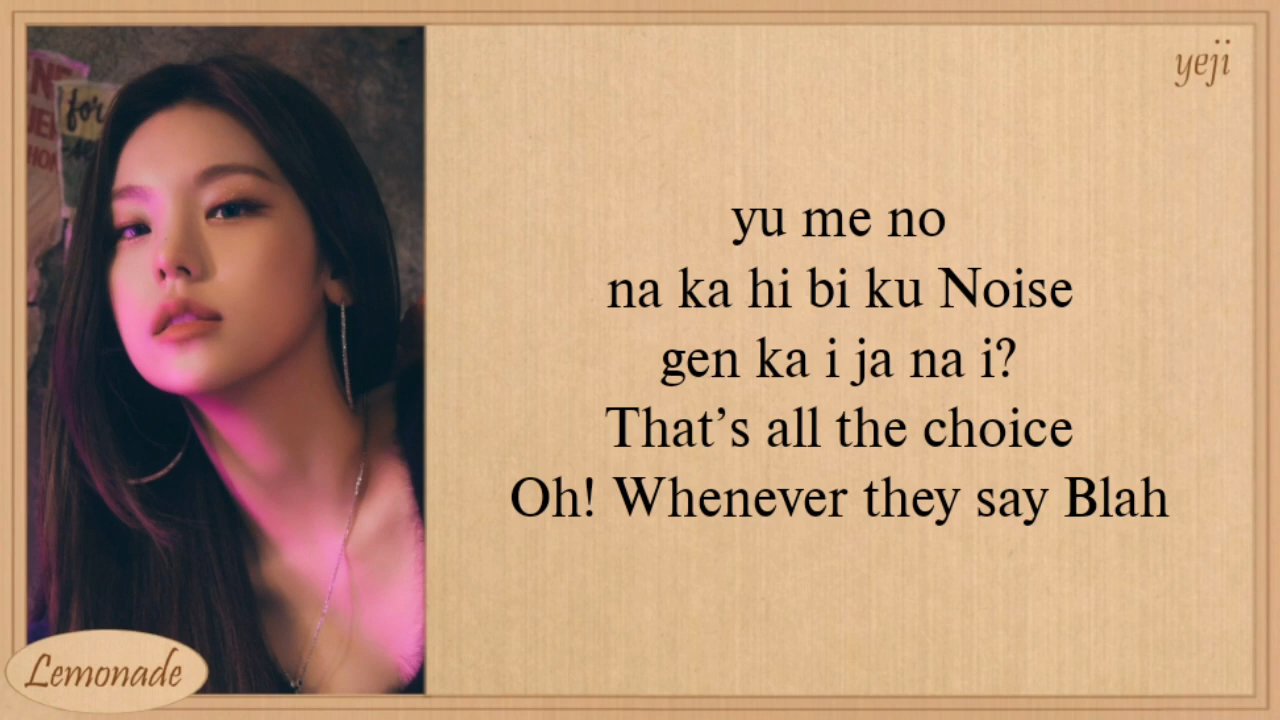 yeji
yu me no
na ka hi bi ku Noise
gen ka i ja na i?
That's all the choice
Oh! Whenever they say Blah
Lemonade
for